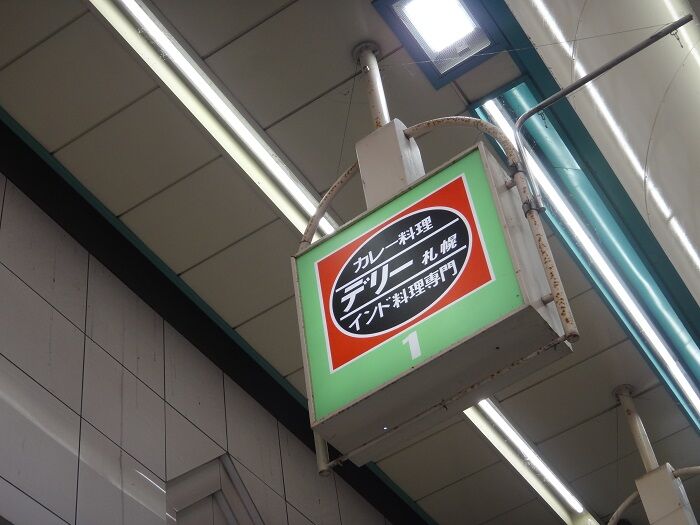 カレー料理
デリー 札幌
インド料理専門
1